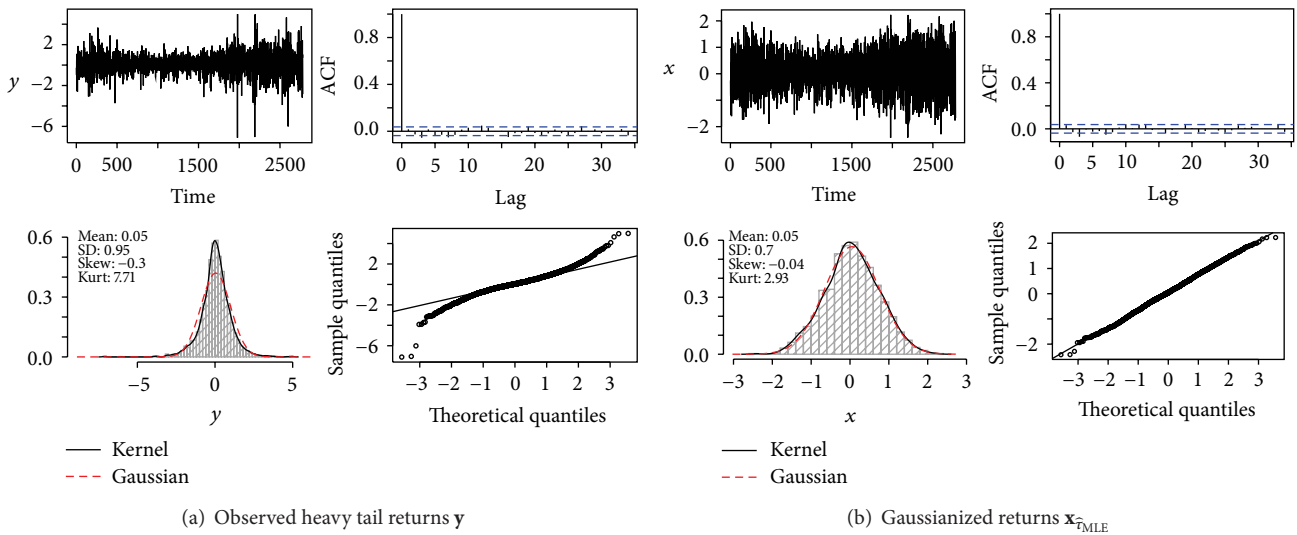 y
2
−2
−6
0 500 1500 2500
Time
ACF
0.8
0.4
0.0
0 5 10 20 30
Lag
0.6
0.3
0.0
Mean: 0.05
SD: 0.95
Skew: −0.3
Kurt: 7.71
−5 0 5
y
Kernel
Gaussian
Sample quantiles
2
−2
−6
−3 −2 −1 0 1 2 3
Theoretical quantiles
(a) Observed heavy tail returns y
x
2
1
0
−2
0 500 1500 2500
Time
ACF
0.8
0.4
0.0
0 5 10 20 30
Lag
0.6
0.3
0.0
Mean: 0.05
SD: 0.7
Skew: −0.04
Kurt: 2.93
−3 −2 −1 0 1 2 3
x
Kernel
Gaussian
Sample quantiles
2
1
0
−2
−3 −2 −1 0 1 2 3
Theoretical quantiles
(b) Gaussianized returns x_τ̂_MLE